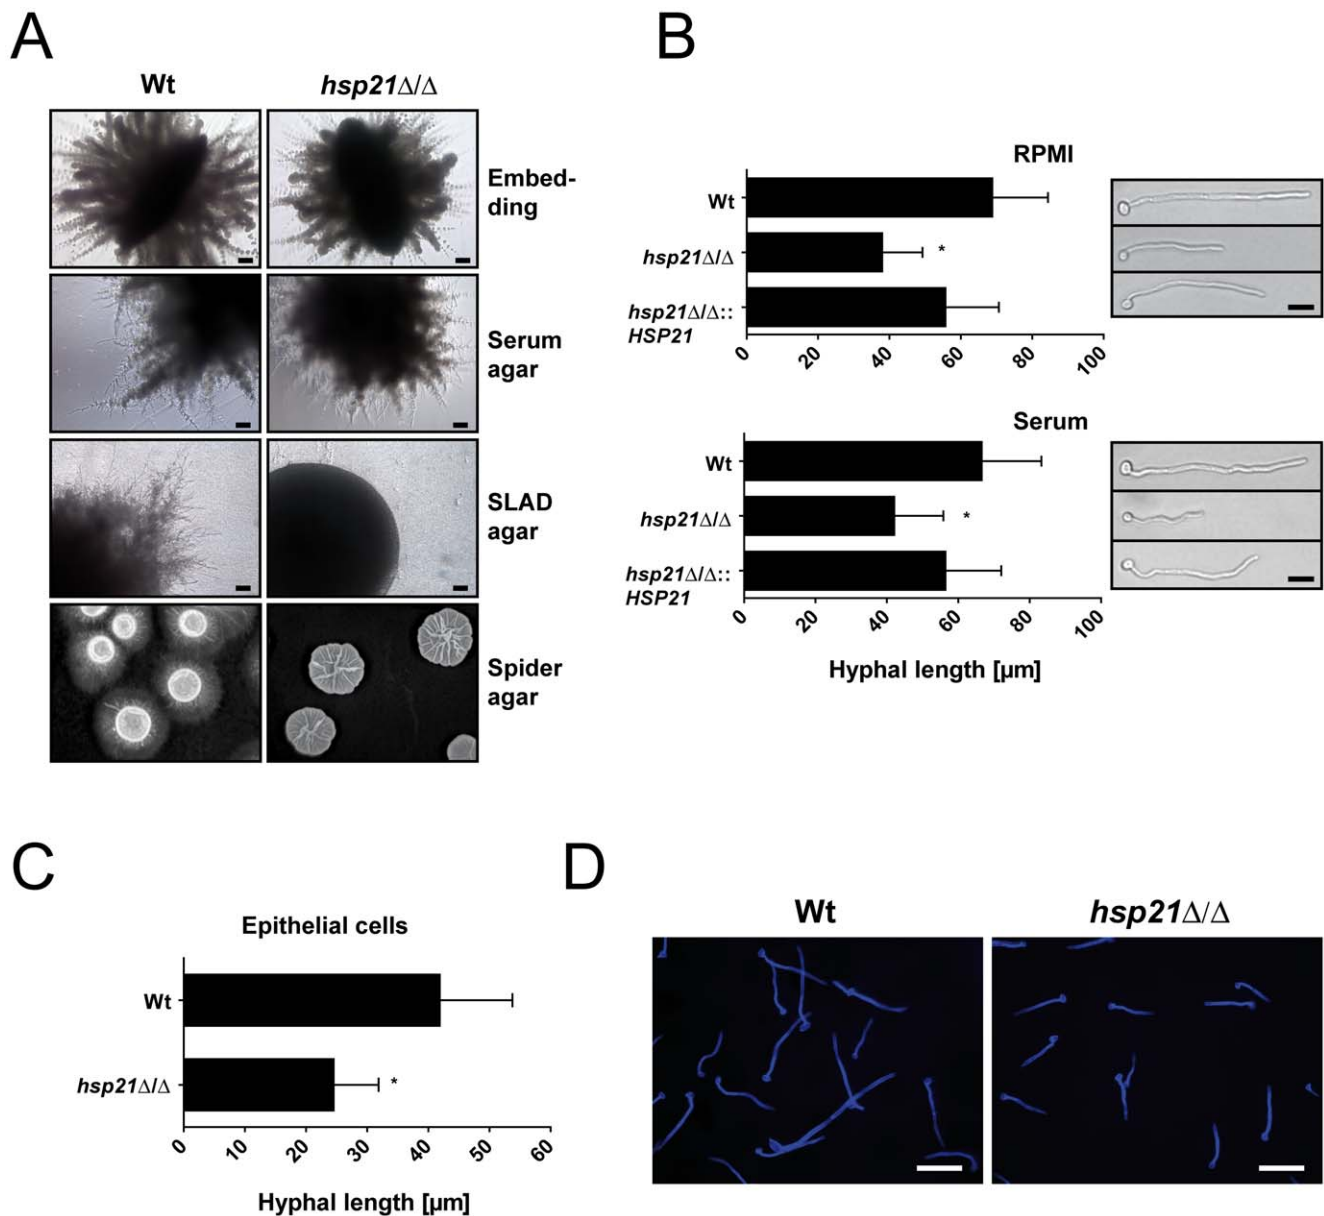 A
B
Wt
hsp21Δ/Δ
Embed-
ding
Serum
agar
SLAD
agar
Spider
agar
RPMI
Wt
hsp21Δ/Δ
*
hsp21Δ/Δ::
HSP21
0 20 40 60 80 100
Serum
Wt
hsp21Δ/Δ
*
hsp21Δ/Δ::
HSP21
0 20 40 60 80 100
Hyphal length [µm]
C
Epithelial cells
Wt
hsp21Δ/Δ
*
0 10 20 30 40 50 60
Hyphal length [µm]
D
Wt
hsp21Δ/Δ